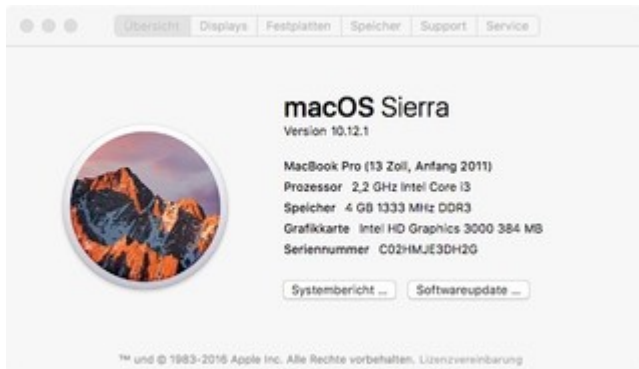 Übersicht Displays Festplatten Speicher Support Service
macOS Sierra
Version 10.12.1
MacBook Pro (13 Zoll, Anfang 2011)
Prozessor 2,2 GHz Intel Core i3
Speicher 4 GB 1333 MHz DDR3
Grafikkarte Intel HD Graphics 3000 384 MB
Seriennummer C02HMJE3DH2G
Systembericht ... Softwareupdate ...
™ und © 1983-2016 Apple Inc. Alle Rechte vorbehalten. Lizenzvereinbarung